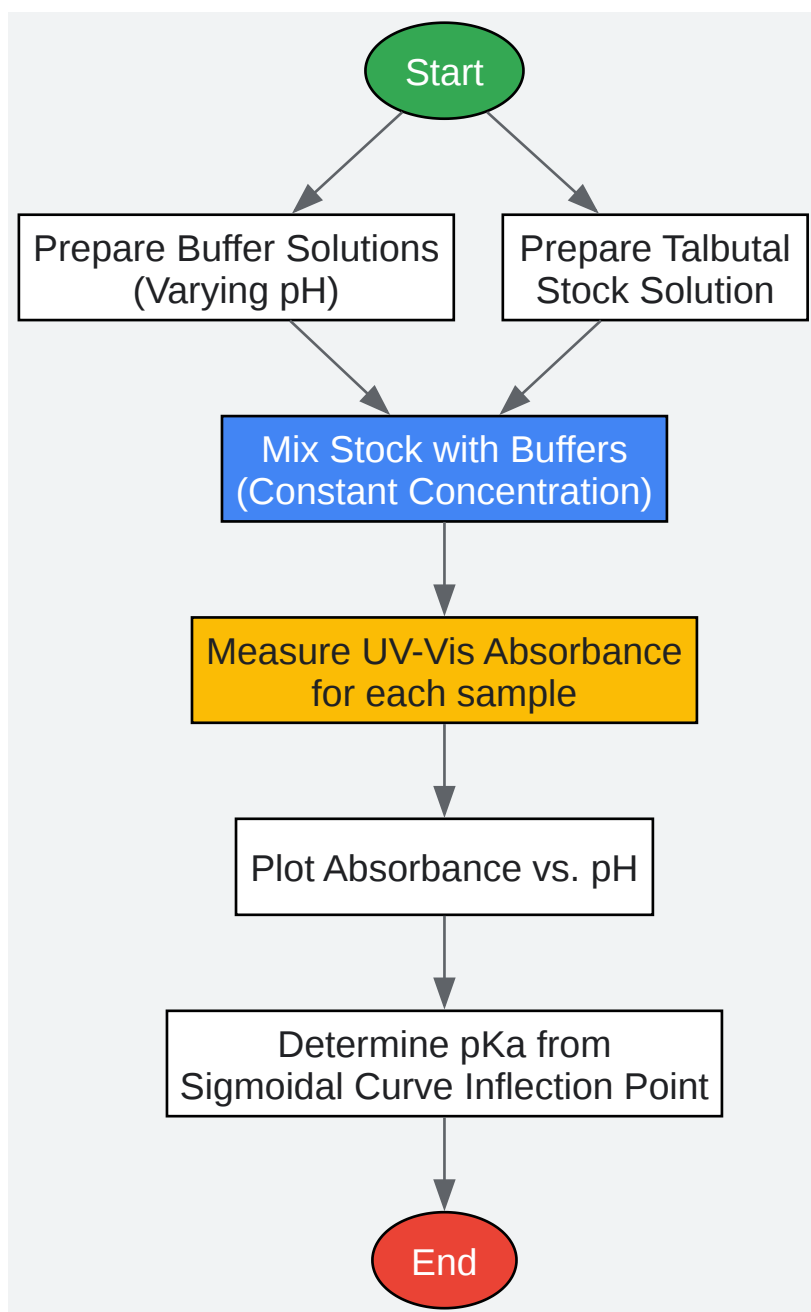 Start
Prepare Buffer Solutions
(Varying pH)
Prepare Talbutal
Stock Solution
Mix Stock with Buffers
(Constant Concentration)
Measure UV-Vis Absorbance
for each sample
Plot Absorbance vs. pH
Determine pKa from
Sigmoidal Curve Inflection Point
End